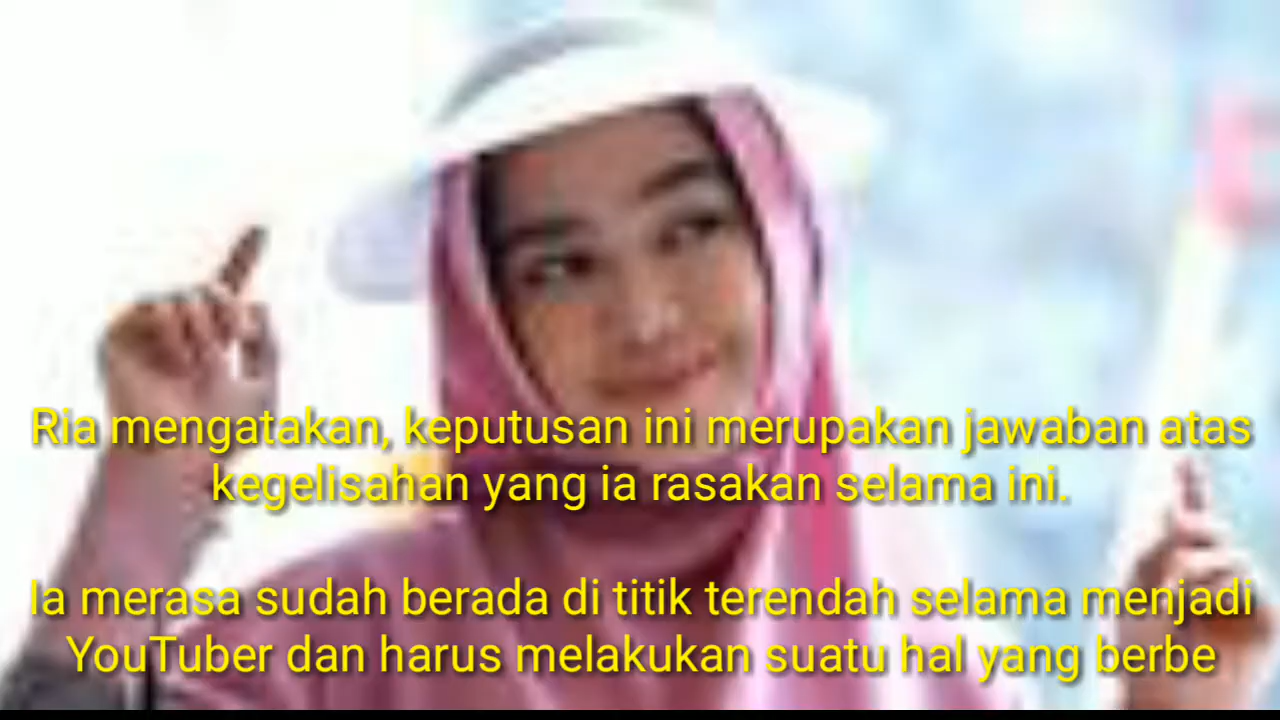 Ria mengatakan, keputusan ini merupakan jawaban atas
kegelisahan yang ia rasakan selama ini.
Ia merasa sudah berada di titik terendah selama menjadi
YouTuber dan harus melakukan suatu hal yang berbe